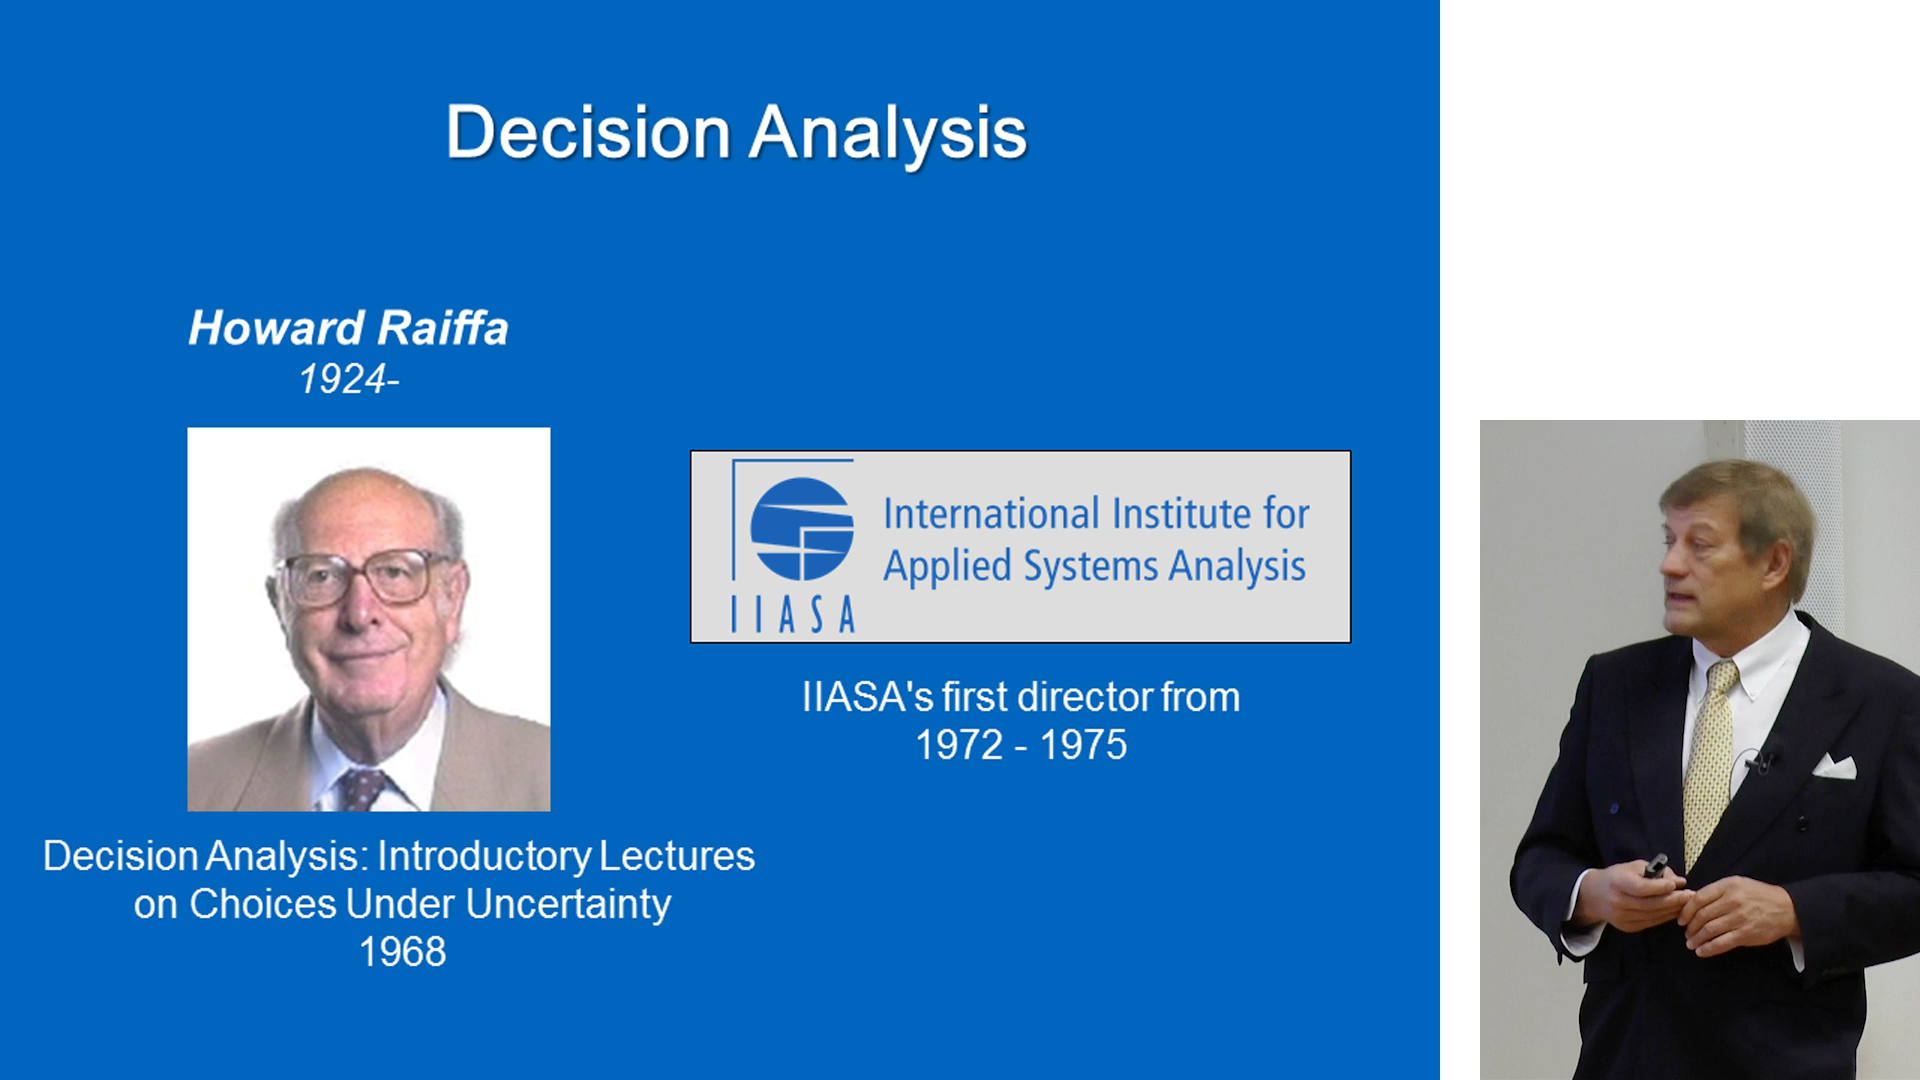 Decision Analysis
Howard Raiffa
1924-
International Institute for
Applied Systems Analysis
IIASA
IIASA's first director from
1972 - 1975
Decision Analysis: Introductory Lectures
on Choices Under Uncertainty
1968